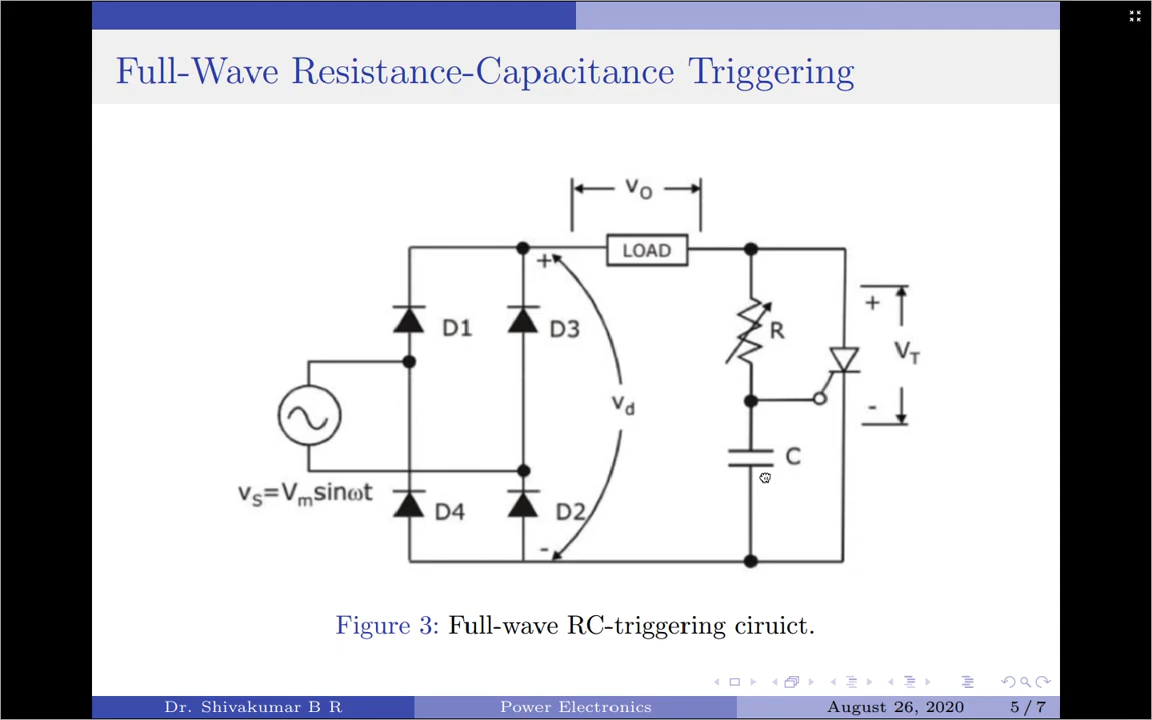 Full-Wave Resistance-Capacitance Triggering
vO
LOAD
+
D1
D3
R
+
VT
vd
-
C
vS=Vmsinωt
D4
D2
-
Figure 3: Full-wave RC-triggering ciruict.
Dr. Shivakumar B R
Power Electronics
August 26, 2020
5 / 7